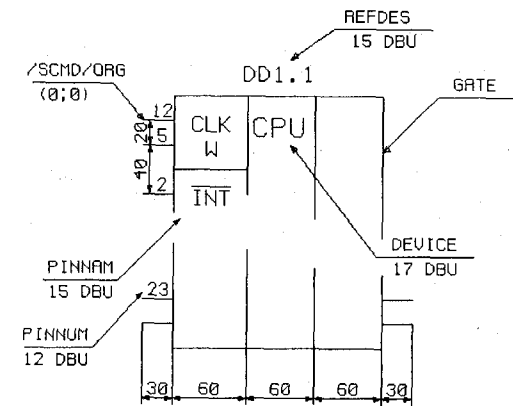 REFDES
15 DBU
/SCMD/ORG
(0;0)
DD1.1
GATE
12
CLK
CPU
20
5
W
40
2
INT
DEVICE
17 DBU
PINNAM
15 DBU
23
PINNUM
12 DBU
30
60
60
60
30